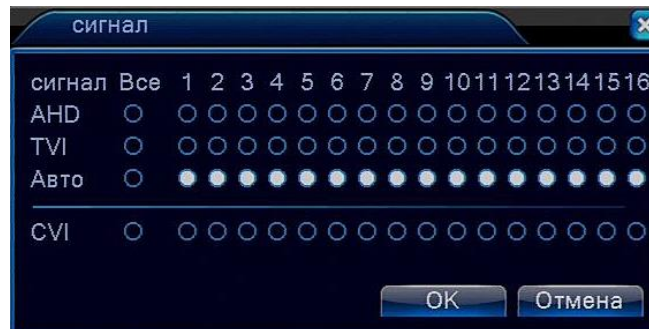 сигнал
сигнал Все 1 2 3 4 5 6 7 8 9 10 11 12 13 14 15 16
AHD
TVI
Авто
CVI
OK Отмена